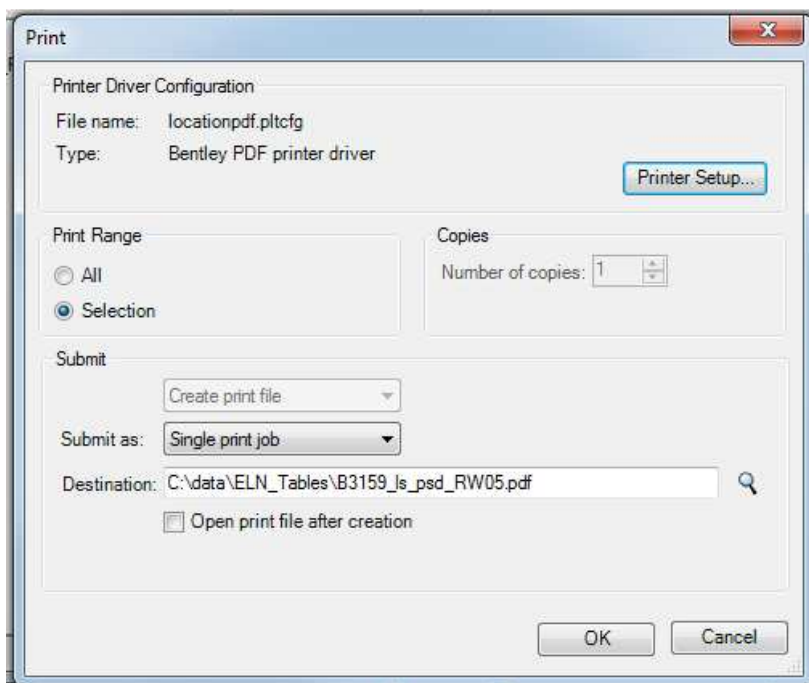 Print
Printer Driver Configuration
File name: locationpdf.pltcfg
Type: Bentley PDF printer driver
Printer Setup...
Print Range
All
Selection
Copies
Number of copies: 1
Submit
Create print file
Submit as: Single print job
Destination: C:\data\ELN_Tables\B3159_ls_psd_RW05.pdf
Open print file after creation
OK Cancel